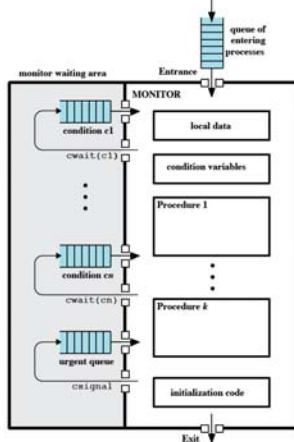 queue of
entering
processes
monitor waiting area
Entrance
MONITOR
condition c1
local data
cwait(c1)
condition variables
Procedure 1
condition cn
cwait(cn)
Procedure k
urgent queue
csignal
initialization code
Exit